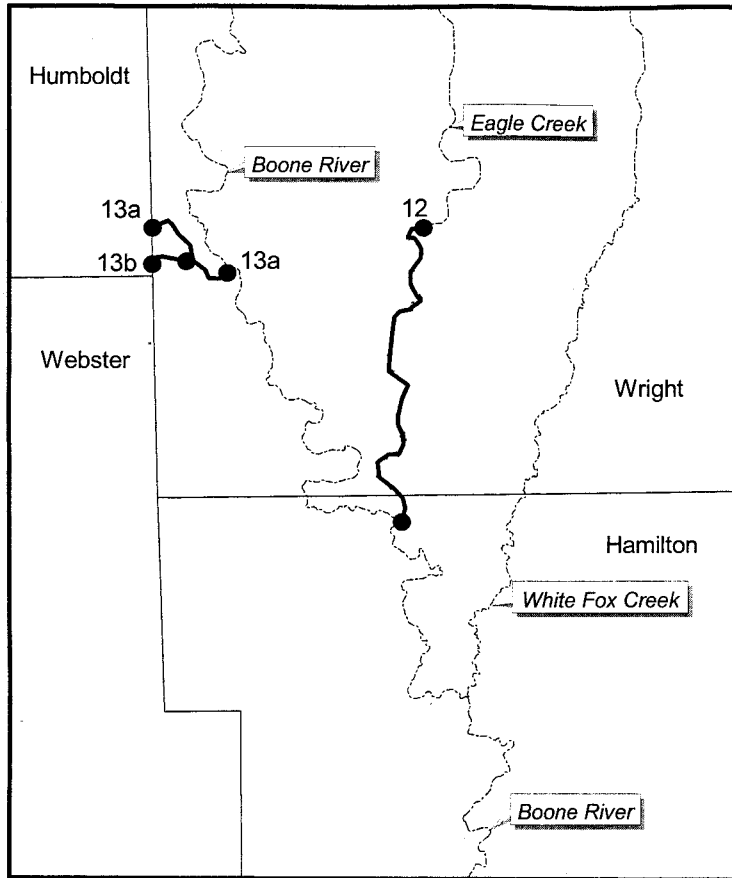 Humboldt
Eagle Creek
Boone River
13a
12
13b
13a
Webster
Wright
Hamilton
White Fox Creek
Boone River